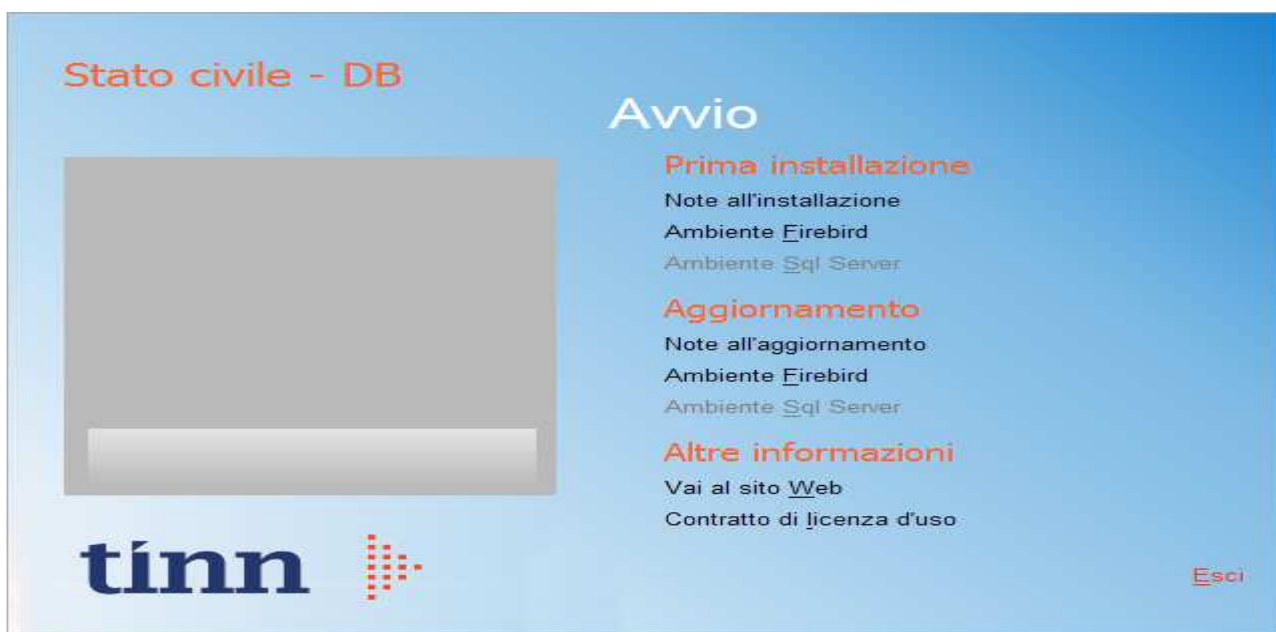 Stato civile - DB
Avvio
Prima installazione
Note all'installazione
Ambiente Firebird
Ambiente Sql Server
Aggiornamento
Note all'aggiornamento
Ambiente Firebird
Ambiente Sql Server
Altre informazioni
Vai al sito Web
Contratto di licenza d'uso
tinn
Esci